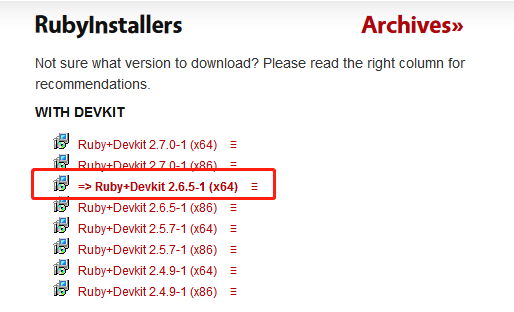 RubyInstallers
Archives»
Not sure what version to download? Please read the right column for
recommendations.
WITH DEVKIT
Ruby+Devkit 2.7.0-1 (x64) ≡
Ruby+Devkit 2.7.0-1 (x86) ≡
=> Ruby+Devkit 2.6.5-1 (x64) ≡
Ruby+Devkit 2.6.5-1 (x86) ≡
Ruby+Devkit 2.5.7-1 (x64) ≡
Ruby+Devkit 2.5.7-1 (x86) ≡
Ruby+Devkit 2.4.9-1 (x64) ≡
Ruby+Devkit 2.4.9-1 (x86) ≡